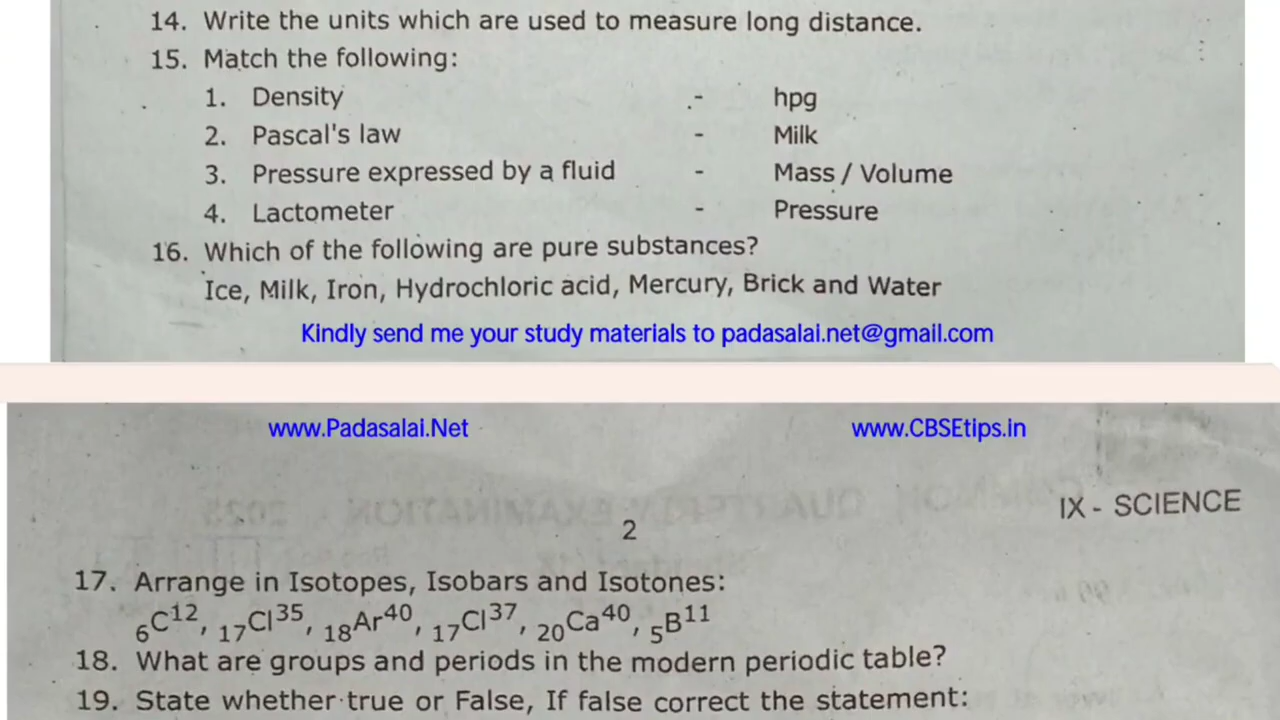 14. Write the units which are used to measure long distance.
15. Match the following:
1. Density - hpg
2. Pascal's law - Milk
3. Pressure expressed by a fluid - Mass / Volume
4. Lactometer - Pressure
16. Which of the following are pure substances?
Ice, Milk, Iron, Hydrochloric acid, Mercury, Brick and Water
Kindly send me your study materials to padasalai.net@gmail.com
www.Padasalai.Net www.CBSEtips.in
IX - SCIENCE
2
17. Arrange in Isotopes, Isobars and Isotones:
₆C¹², ₁₇Cl³⁵, ₁₈Ar⁴⁰, ₁₇Cl³⁷, ₂₀Ca⁴⁰, ₅B¹¹
18. What are groups and periods in the modern periodic table?
19. State whether true or False, If false correct the statement: